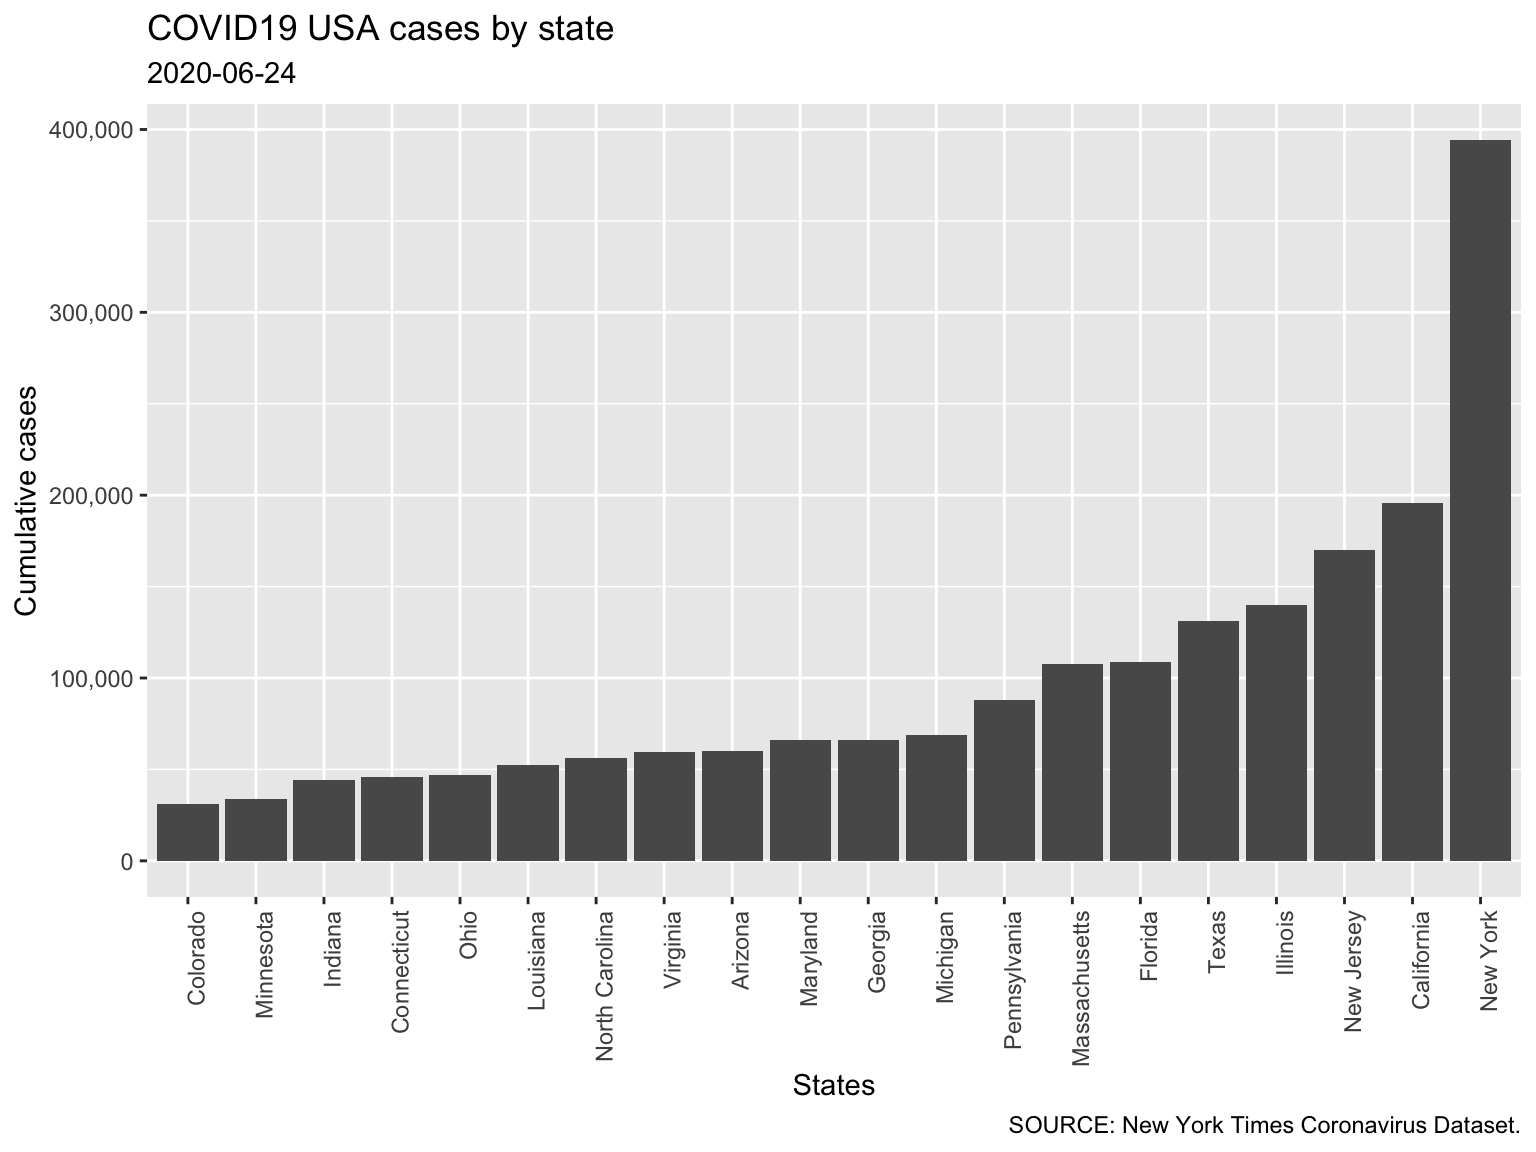 COVID19 USA cases by state
2020-06-24
Cumulative cases
400,000
300,000
200,000
100,000
0
Colorado
Minnesota
Indiana
Connecticut
Ohio
Louisiana
North Carolina
Virginia
Arizona
Maryland
Georgia
Michigan
Pennsylvania
Massachusetts
Florida
Texas
Illinois
New Jersey
California
New York
States
SOURCE: New York Times Coronavirus Dataset.